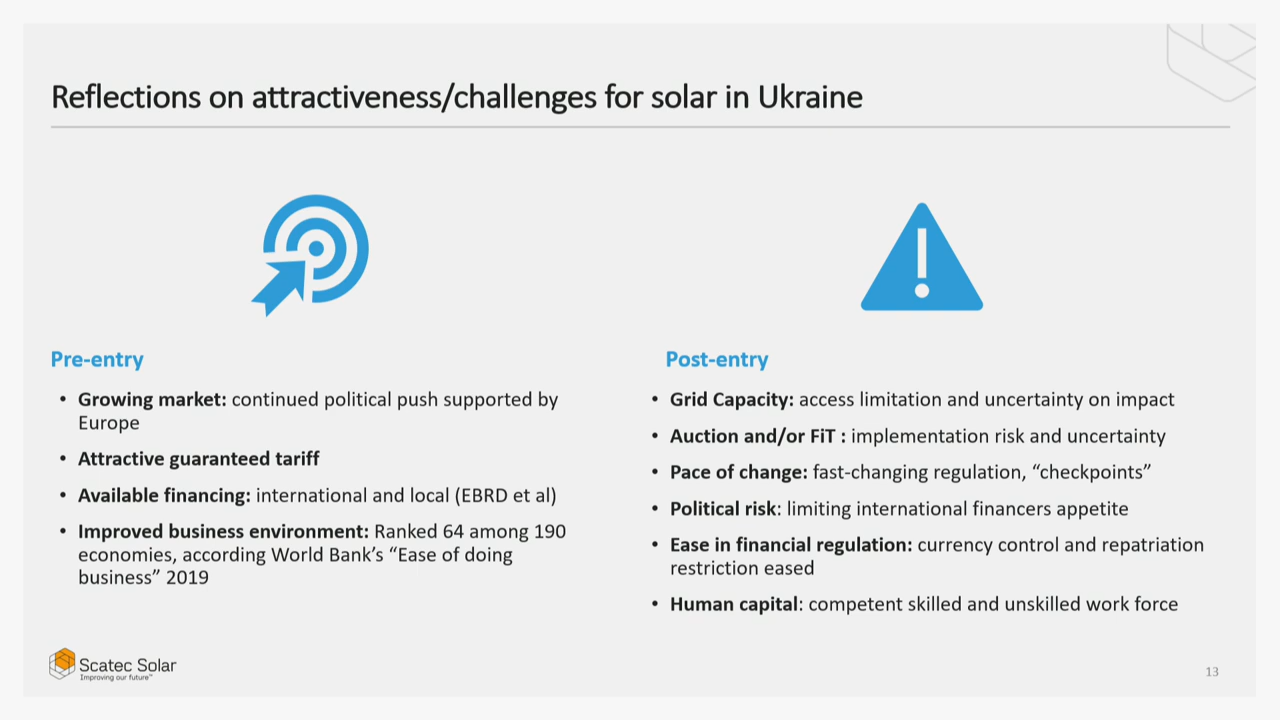 Reflections on attractiveness/challenges for solar in Ukraine
Pre-entry
• Growing market: continued political push supported by
Europe
• Attractive guaranteed tariff
• Available financing: international and local (EBRD et al)
• Improved business environment: Ranked 64 among 190
economies, according World Bank’s “Ease of doing
business” 2019
Post-entry
• Grid Capacity: access limitation and uncertainty on impact
• Auction and/or FiT : implementation risk and uncertainty
• Pace of change: fast-changing regulation, “checkpoints”
• Political risk: limiting international financers appetite
• Ease in financial regulation: currency control and repatriation
restriction eased
• Human capital: competent skilled and unskilled work force
Scatec Solar
Improving our future™
13